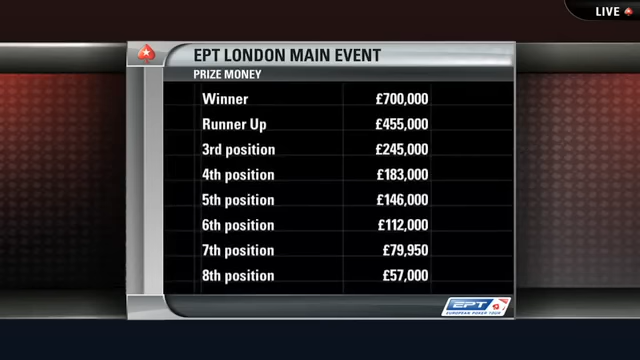 LIVE
EPT LONDON MAIN EVENT
PRIZE MONEY
Winner £700,000
Runner Up £455,000
3rd position £245,000
4th position £183,000
5th position £146,000
6th position £112,000
7th position £79,950
8th position £57,000
EPT
EUROPEAN POKER TOUR